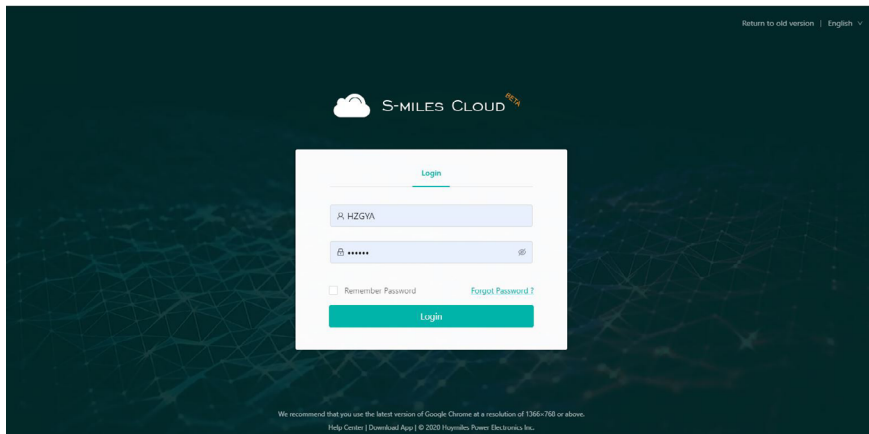 Return to old version | English
S-MILES CLOUD BETA
Login
HZGYA
••••••
Remember Password Forgot Password ?
Login
We recommend that you use the latest version of Google Chrome at a resolution of 1366×768 or above.
Help Center | Download App | © 2020 Hoymiles Power Electronics Inc.